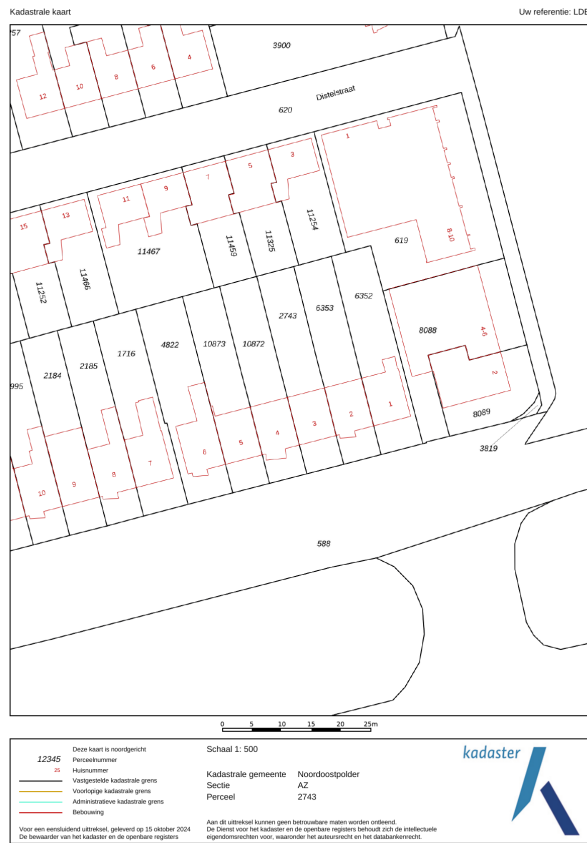 Kadastrale kaart
Uw referentie: LDE
757
3900
12
10
8
6
4
Distelstraat
620
1
3
5
7
9
11
13
15
8-10
11254
11325
11459
11467
11466
11252
619
6352
6353
2743
10872
10873
4822
1716
2185
2184
995
8088
4-6
2
8089
3819
1
2
3
4
5
6
7
8
9
10
588
0 5 10 15 20 25m
Deze kaart is noordgericht
12345 Perceelnummer
25 Huisnummer
Vastgestelde kadastrale grens
Voorlopige kadastrale grens
Administratieve kadastrale grens
Bebouwing
Voor een eensluidend uittreksel, geleverd op 15 oktober 2024
De bewaarder van het kadaster en de openbare registers
Schaal 1: 500
Kadastrale gemeente Noordoostpolder
Sectie AZ
Perceel 2743
Aan dit uittreksel kunnen geen betrouwbare maten worden ontleend.
De Dienst voor het kadaster en de openbare registers behoudt zich de intellectuele
eigendomsrechten voor, waaronder het auteursrecht en het databankenrecht.
kadaster